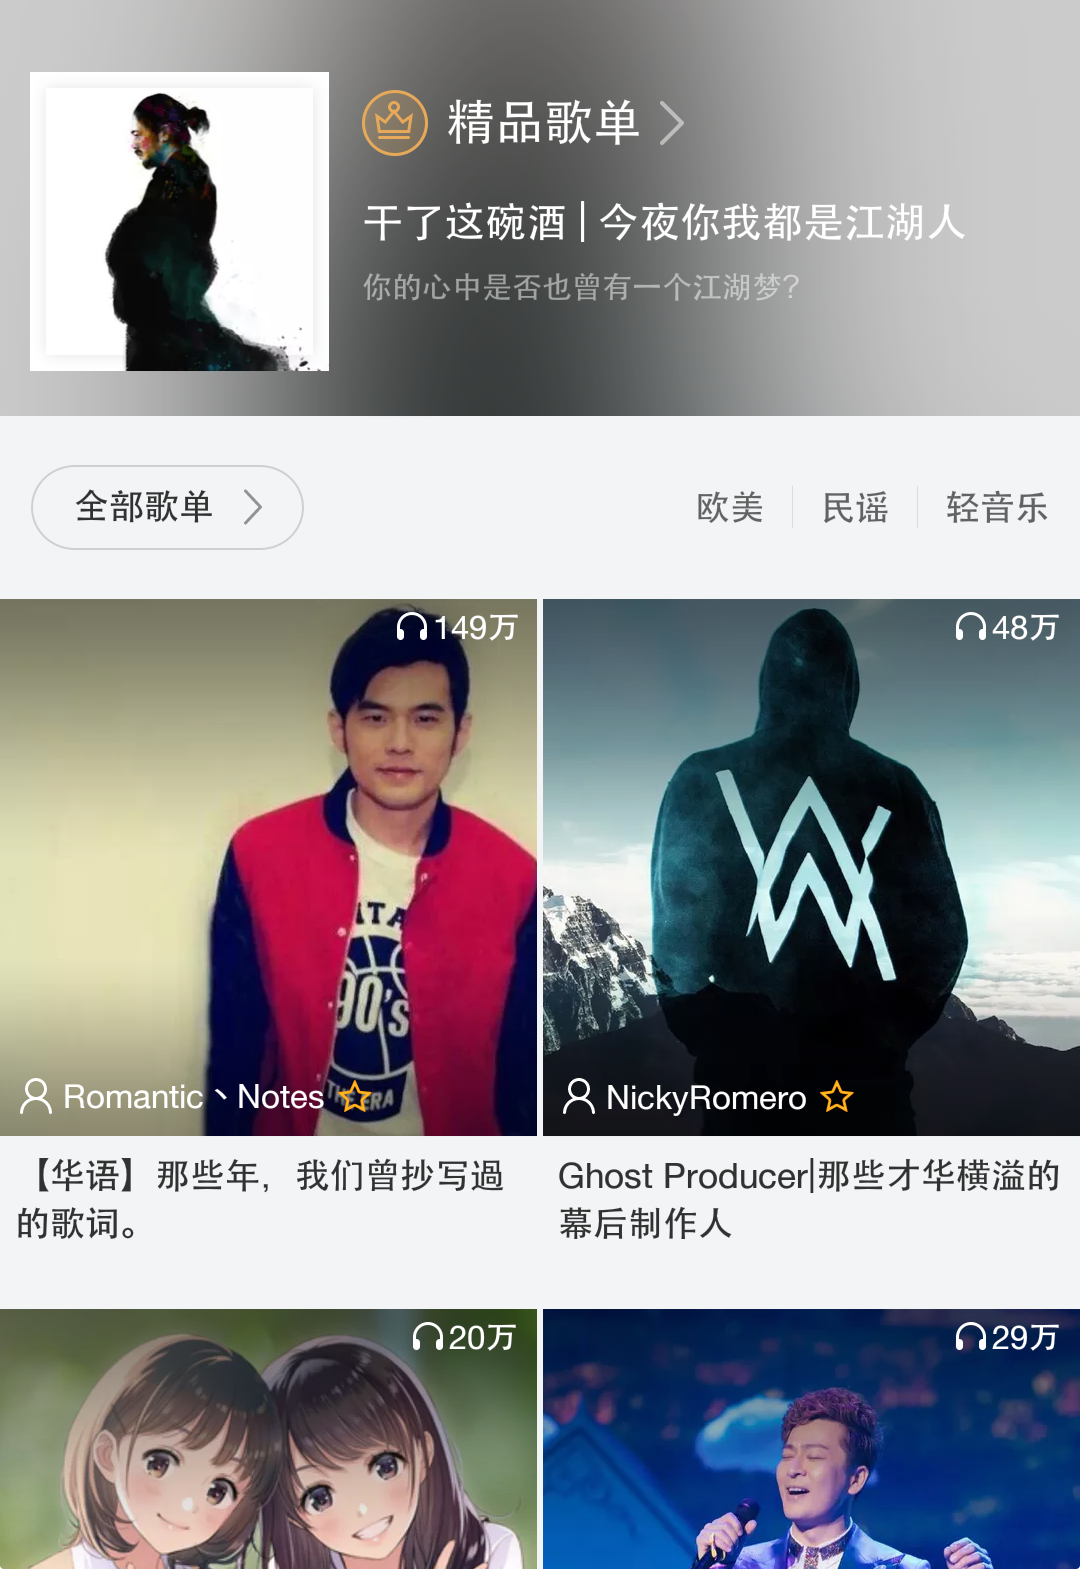 精品歌单
干了这碗酒 | 今夜你我都是江湖人
你的心中是否也曾有一个江湖梦?
全部歌单
欧美
民谣
轻音乐
149万
90's
THE ERA
Romantic丶Notes
【华语】那些年，我们曾抄写過
的歌词。
48万
NickyRomero
Ghost Producer|那些才华横溢的
幕后制作人
20万
29万